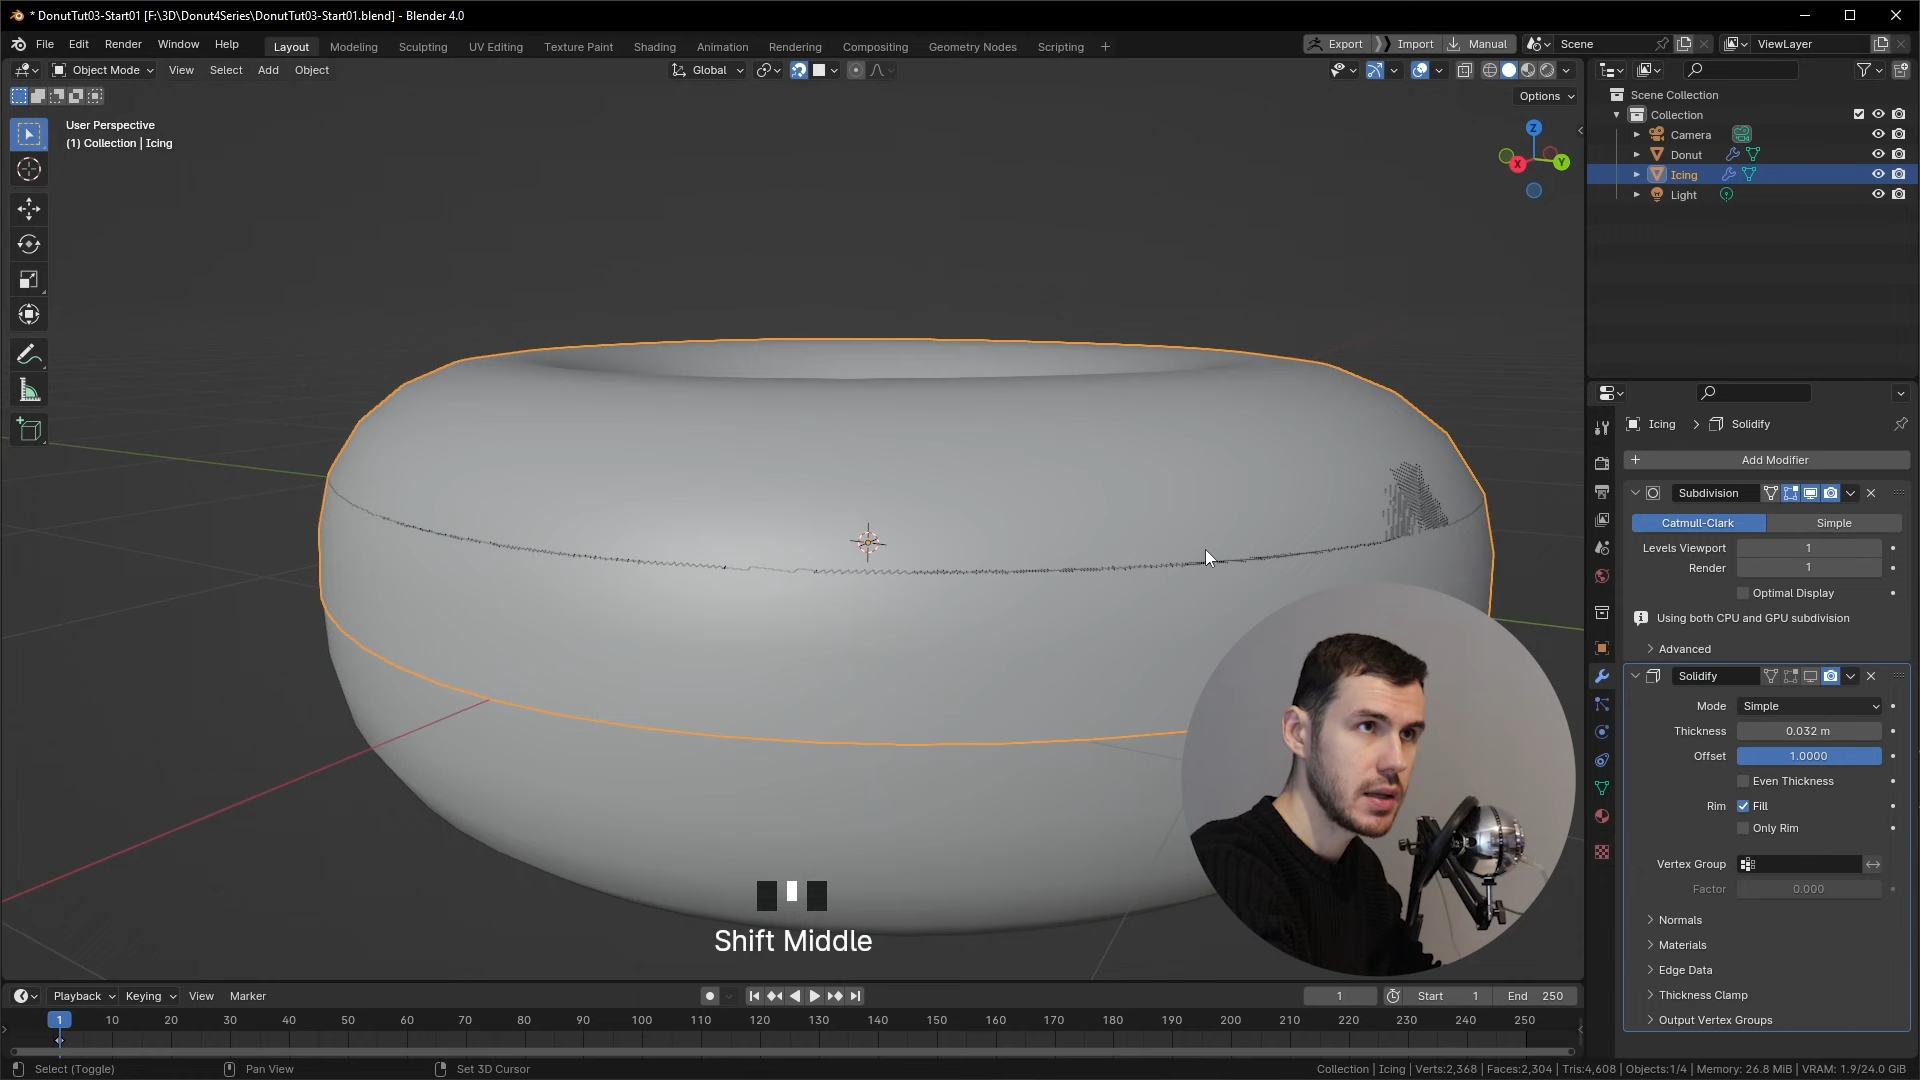 * DonutTut03-Start01 [F:\3D\Donut4Series\DonutTut03-Start01.blend] - Blender 4.0
File Edit Render Window Help Layout Modeling Sculpting UV Editing Texture Paint Shading Animation Rendering Compositing Geometry Nodes Scripting + Export Import Manual Scene ViewLayer
Object Mode View Select Add Object Global
Options
User Perspective
(1) Collection | Icing
Z
X
Y
Scene Collection
Collection
Camera
Donut
Icing
Light
Icing > Solidify
+ Add Modifier
Subdivision
Catmull-Clark Simple
Levels Viewport 1
Render 1
Optimal Display
Using both CPU and GPU subdivision
Advanced
Solidify
Mode Simple
Thickness 0.032 m
Offset 1.0000
Even Thickness
Rim Fill
Only Rim
Vertex Group
Factor 0.000
Normals
Materials
Edge Data
Thickness Clamp
Output Vertex Groups
Shift Middle
Playback Keying View Marker 1 Start 1 End 250
1 10 20 30 40 50 60 70 80 90 100 110 120 130 140 150 160 170 180 190 200 210 220 230 240 250
Select (Toggle) Pan View Set 3D Cursor Collection | Icing | Verts:2,368 | Faces:2,304 | Tris:4,608 | Objects:1/4 | Memory: 26.8 MiB | VRAM: 1.9/24.0 GiB